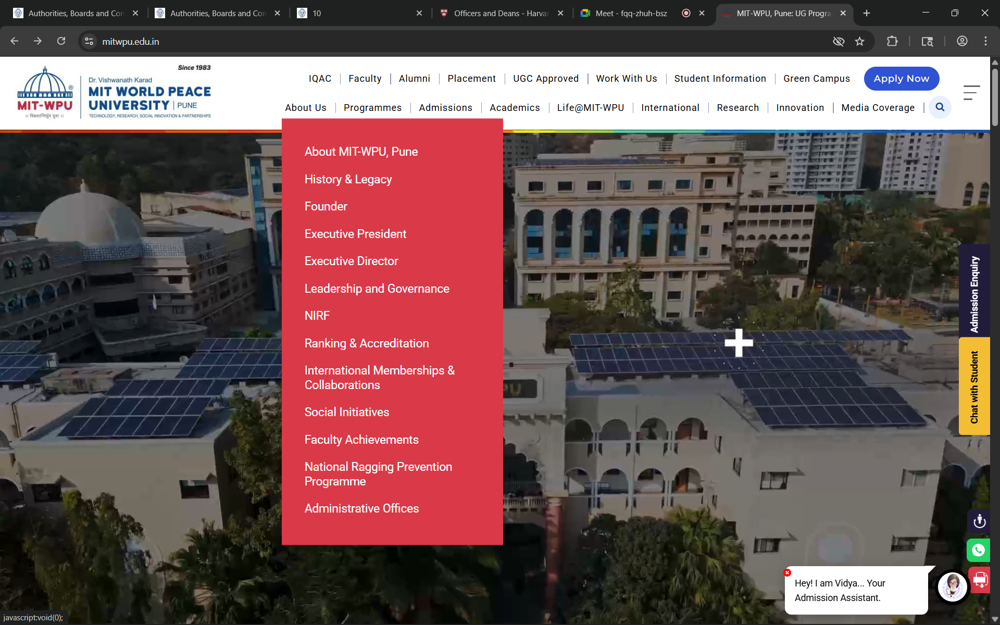 Authorities, Boards and Con
Authorities, Boards and Con
10
Officers and Deans - Harvar
Meet - fqq-zhuh-bsz
MIT-WPU, Pune: UG Progra
mitwpu.edu.in
Since 1983
Dr. Vishwanath Karad
MIT WORLD PEACE
UNIVERSITY | PUNE
TECHNOLOGY, RESEARCH, SOCIAL INNOVATION & PARTNERSHIPS
MIT-WPU
®
॥ विश्वशान्तिर्ध्रुवं ध्रुवा ॥
IQAC
Faculty
Alumni
Placement
UGC Approved
Work With Us
Student Information
Green Campus
Apply Now
About Us
Programmes
Admissions
Academics
Life@MIT-WPU
International
Research
Innovation
Media Coverage
About MIT-WPU, Pune
History & Legacy
Founder
Executive President
Executive Director
Leadership and Governance
NIRF
Ranking & Accreditation
International Memberships &
Collaborations
Social Initiatives
Faculty Achievements
National Ragging Prevention
Programme
Administrative Offices
PU
Admission Enquiry
Chat with Student
Hey! I am Vidya... Your
Admission Assistant.
javascript:void(0);